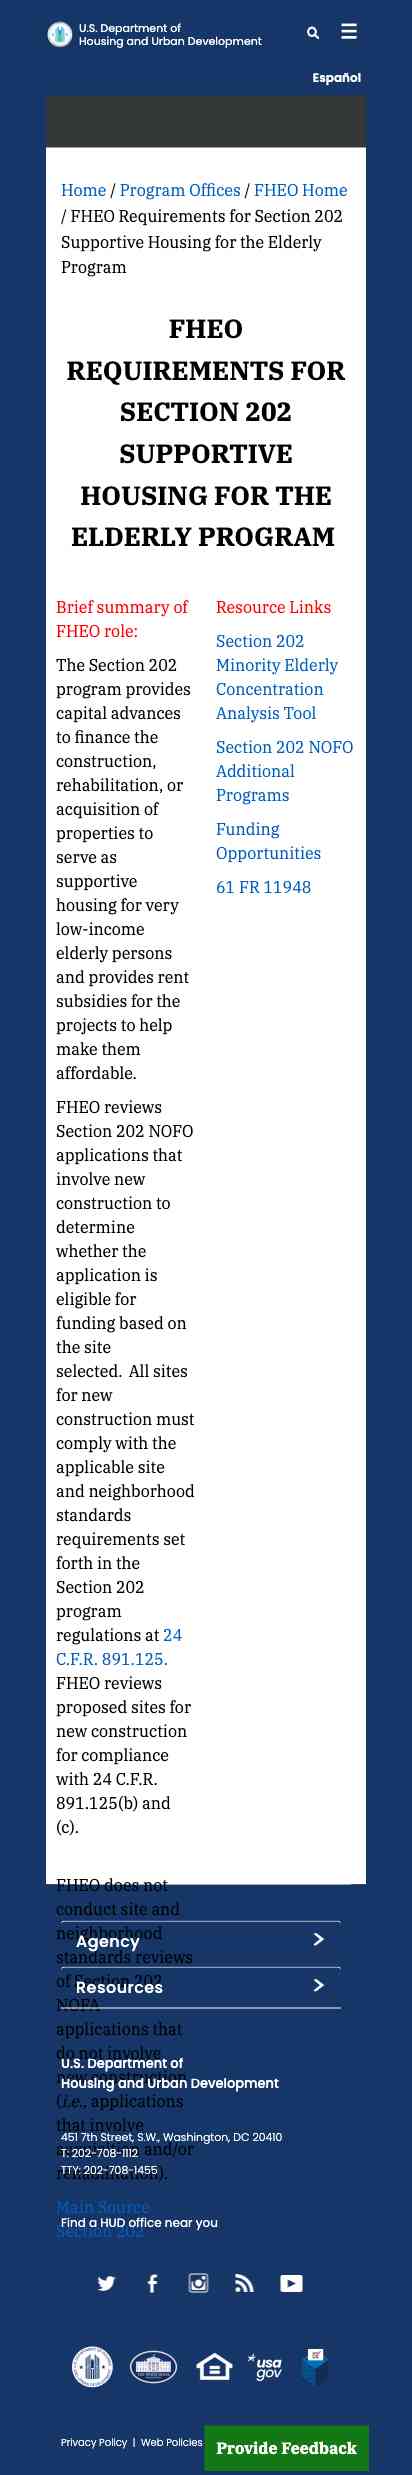 U.S. Department of
Housing and Urban Development
Español
Home / Program Offices / FHEO Home
/ FHEO Requirements for Section 202
Supportive Housing for the Elderly
Program
FHEO
REQUIREMENTS FOR
SECTION 202
SUPPORTIVE
HOUSING FOR THE
ELDERLY PROGRAM
Brief summary of
FHEO role:
The Section 202
program provides
capital advances
to finance the
construction,
rehabilitation, or
acquisition of
properties to
serve as
supportive
housing for very
low-income
elderly persons
and provides rent
subsidies for the
projects to help
make them
affordable.
FHEO reviews
Section 202 NOFO
applications that
involve new
construction to
determine
whether the
application is
eligible for
funding based on
the site
selected.  All sites
for new
construction must
comply with the
applicable site
and neighborhood
standards
requirements set
forth in the
Section 202
program
regulations at 24
C.F.R. 891.125.
FHEO reviews
proposed sites for
new construction
for compliance
with 24 C.F.R.
891.125(b) and
(c).
FHEO does not
conduct site and
neighborhood
standards reviews
of Section 202
NOFA
applications that
do not involve
new construction
(i.e., applications
that involve
and/or
rehabilitation).
Main Source
Section 202
Resource Links
Section 202
Minority Elderly
Concentration
Analysis Tool
Section 202 NOFO
Additional
Programs
Funding
Opportunities
61 FR 11948
Agency
Resources
U.S. Department of
Housing and Urban Development
451 7th Street, S.W., Washington, DC 20410
T: 202-708-1112
TTY: 202-708-1455
Find a HUD office near you
usa
gov
Privacy Policy | Web Policies
Provide Feedback